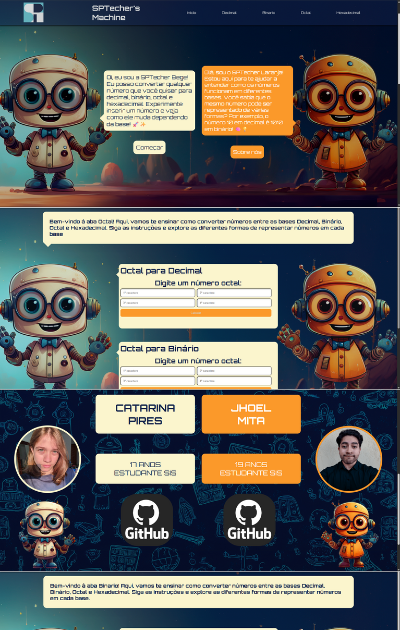 SPTecher's
Machine
Início
Decimal
Binário
Octal
Hexadecimal
Oi, eu sou a SPTecher Bege!
Eu posso converter qualquer
número que você quiser para
decimal, binário, octal e
hexadecimal. Experimente
inserir um número e veja
como ele muda dependendo
da base!
Olá, sou o SPTecher Laranja!
Estou aqui para te ajudar a
entender como os números
funcionam em diferentes
bases. Você sabia que o
mesmo número pode ser
representado de várias
formas? Por exemplo, o
número 10 em decimal é 1010
em binário!
Começar
Sobre nós
Bem-vindo à aba Octal! Aqui, vamos te ensinar como converter números entre as bases Decimal, Binário,
Octal e Hexadecimal. Siga as instruções e explore as diferentes formas de representar números em cada
base
Octal para Decimal
Digite um número octal:
Octal para Binário
Digite um número octal:
CATARINA
PIRES
JHOEL
MITA
17 ANOS
ESTUDANTE SIS
19 ANOS
ESTUDANTE SIS
GitHub
GitHub
Bem-vindo à aba Binário! Aqui, vamos te ensinar como converter números entre as bases Decimal,
Binário, Octal e Hexadecimal. Siga as instruções e explore as diferentes formas de representar números
em cada base.